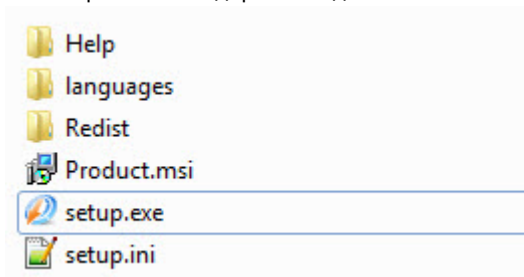 Help
languages
Redist
Product.msi
setup.exe
setup.ini